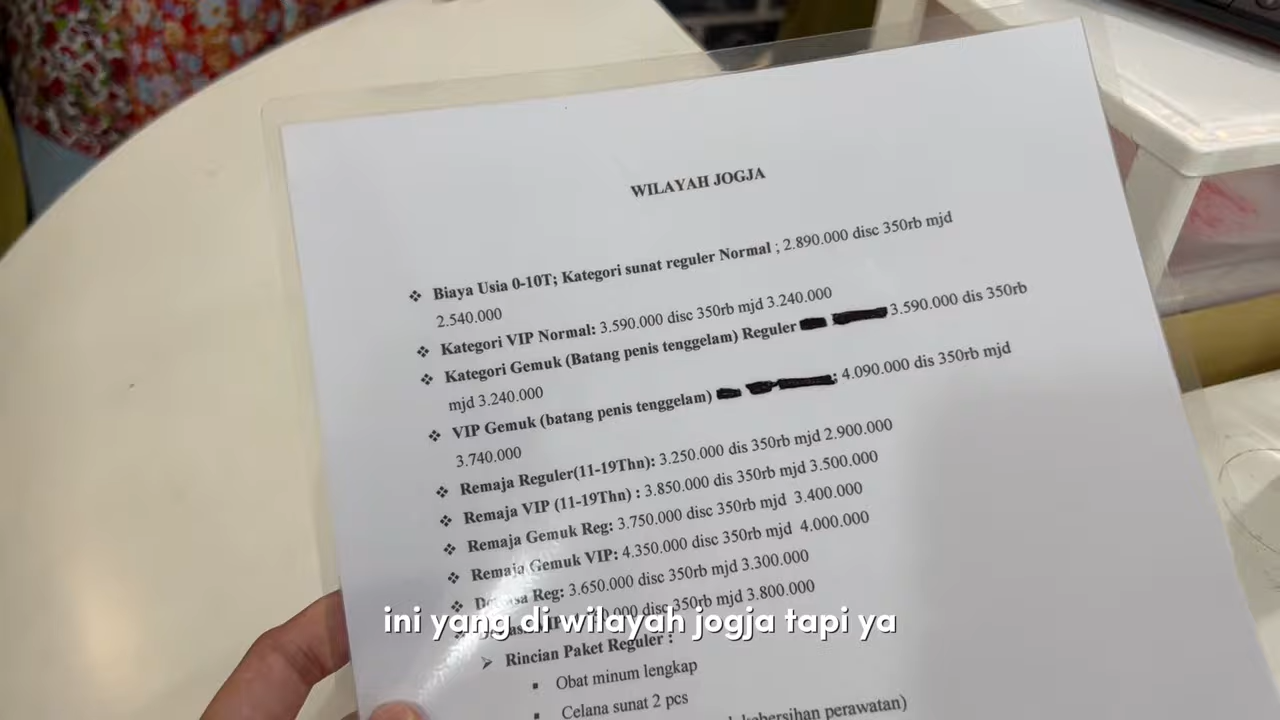 WILAYAH JOGJA
❖ Biaya Usia 0-10T; Kategori sunat reguler Normal ; 2.890.000 disc 350rb mjd
2.540.000
❖ Kategori VIP Normal: 3.590.000 disc 350rb mjd 3.240.000
❖ Kategori Gemuk (Batang penis tenggelam) Reguler 3.590.000 dis 350rb
mjd 3.240.000
❖ VIP Gemuk (batang penis tenggelam) : 4.090.000 dis 350rb mjd
3.740.000
❖ Remaja Reguler(11-19Thn): 3.250.000 dis 350rb mjd 2.900.000
❖ Remaja VIP (11-19Thn) : 3.850.000 dis 350rb mjd 3.500.000
❖ Remaja Gemuk Reg: 3.750.000 disc 350rb mjd 3.400.000
❖ Remaja Gemuk VIP: 4.350.000 disc 350rb mjd 4.000.000
❖ Reg: 3.650.000 disc 350rb mjd 3.300.000
❖ disc 350rb mjd 3.800.000
ini yang di wilayah jogja tapi ya
➢ Rincian Paket Reguler :
▪ Obat minum lengkap
▪ Celana sunat 2 pcs
kebersihan perawatan)